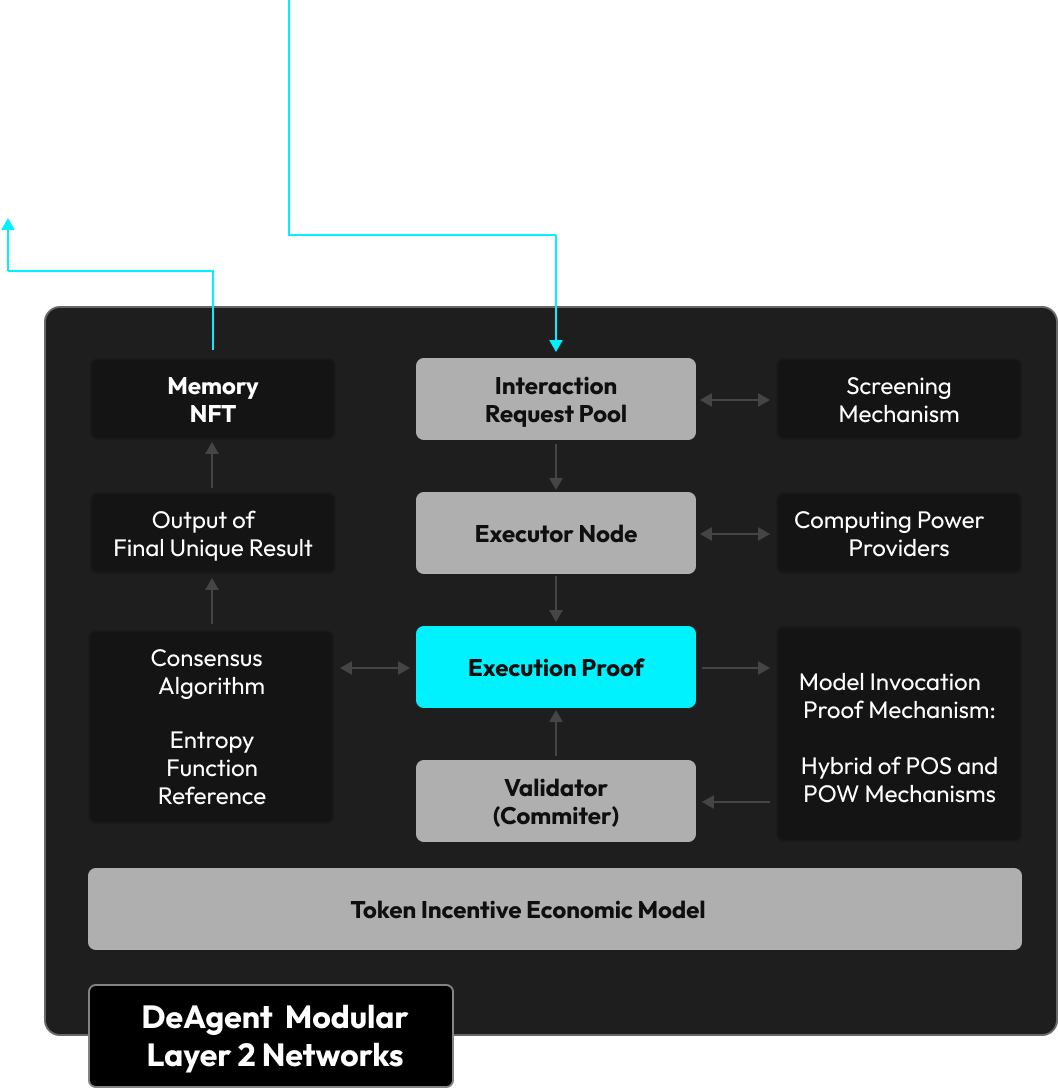 Memory
NFT
Interaction
Request Pool
Screening
Mechanism
Output of
Final Unique Result
Executor Node
Computing Power
Providers
Consensus
Algorithm
Entropy
Function
Reference
Execution Proof
Model Invocation
Proof Mechanism:
Hybrid of POS and
POW Mechanisms
Validator
(Commiter)
Token Incentive Economic Model
DeAgent Modular
Layer 2 Networks